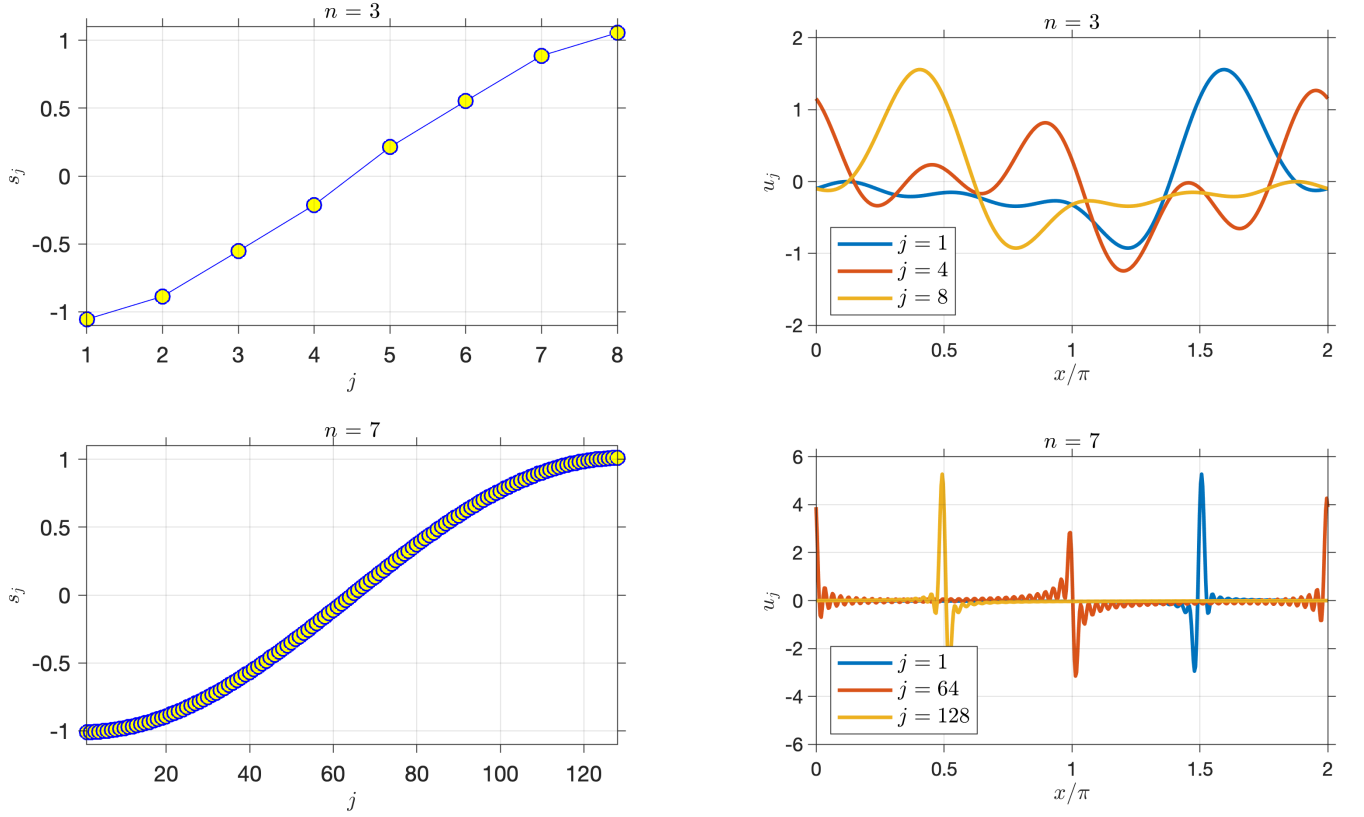 n = 3
1
0.5
0
-0.5
-1
s_j
1 2 3 4 5 6 7 8
j
n = 3
2
1
0
-1
-2
u_j
j = 1
j = 4
j = 8
0 0.5 1 1.5 2
x/π
n = 7
1
0.5
0
-0.5
-1
s_j
20 40 60 80 100 120
j
n = 7
6
4
2
0
-2
-4
-6
u_j
j = 1
j = 64
j = 128
0 0.5 1 1.5 2
x/π